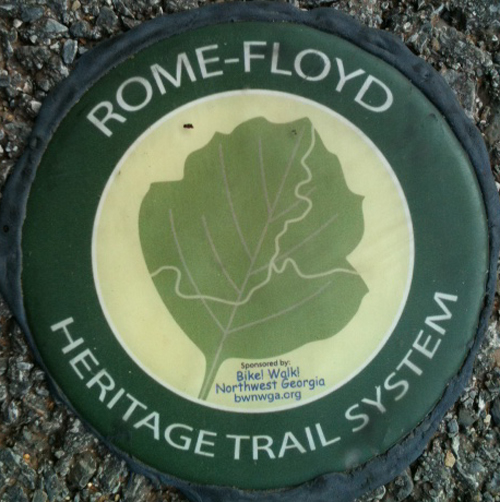 ROME-FLOYD
Sponsored by:
Bike! Walk!
Northwest Georgia
bwnwga.org
HERITAGE TRAIL SYSTEM